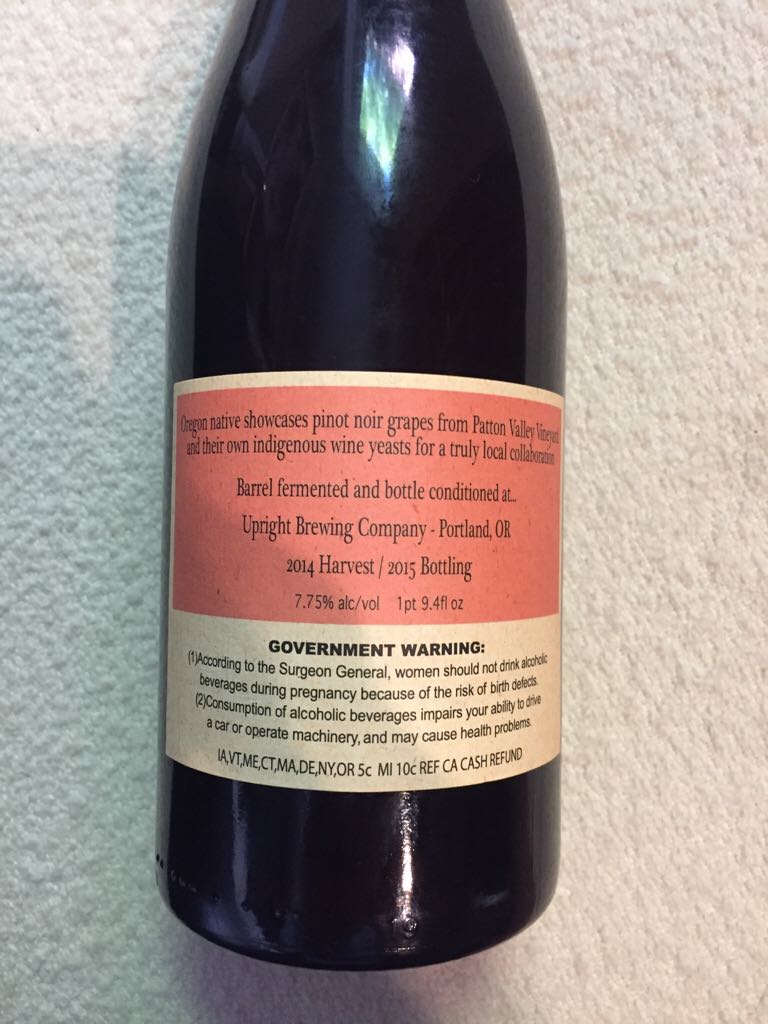 Oregon native showcases pinot noir grapes from Patton Valley Vineyard
and their own indigenous wine yeasts for a truly local collaboration
Barrel fermented and bottle conditioned at...
Upright Brewing Company - Portland, OR
2014 Harvest / 2015 Bottling
7.75% alc/vol 1pt 9.4fl oz
GOVERNMENT WARNING:
(1)According to the Surgeon General, women should not drink alcoholic
beverages during pregnancy because of the risk of birth defects.
(2)Consumption of alcoholic beverages impairs your ability to drive
a car or operate machinery, and may cause health problems.
IA,VT,ME,CT,MA,DE,NY,OR 5c MI 10c REF CA CASH REFUND